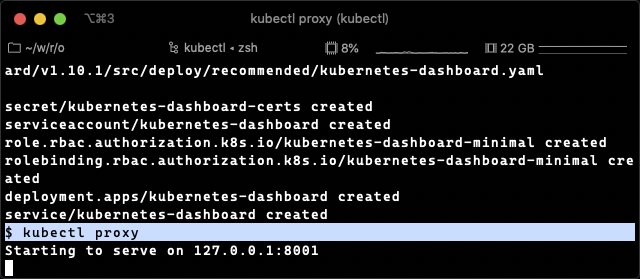 ⌥⌘3 kubectl proxy (kubectl)
~/w/r/o kubectl ◂ zsh 8% 22 GB
ard/v1.10.1/src/deploy/recommended/kubernetes-dashboard.yaml
secret/kubernetes-dashboard-certs created
serviceaccount/kubernetes-dashboard created
role.rbac.authorization.k8s.io/kubernetes-dashboard-minimal created
rolebinding.rbac.authorization.k8s.io/kubernetes-dashboard-minimal cre
ated
deployment.apps/kubernetes-dashboard created
service/kubernetes-dashboard created
$ kubectl proxy
Starting to serve on 127.0.0.1:8001